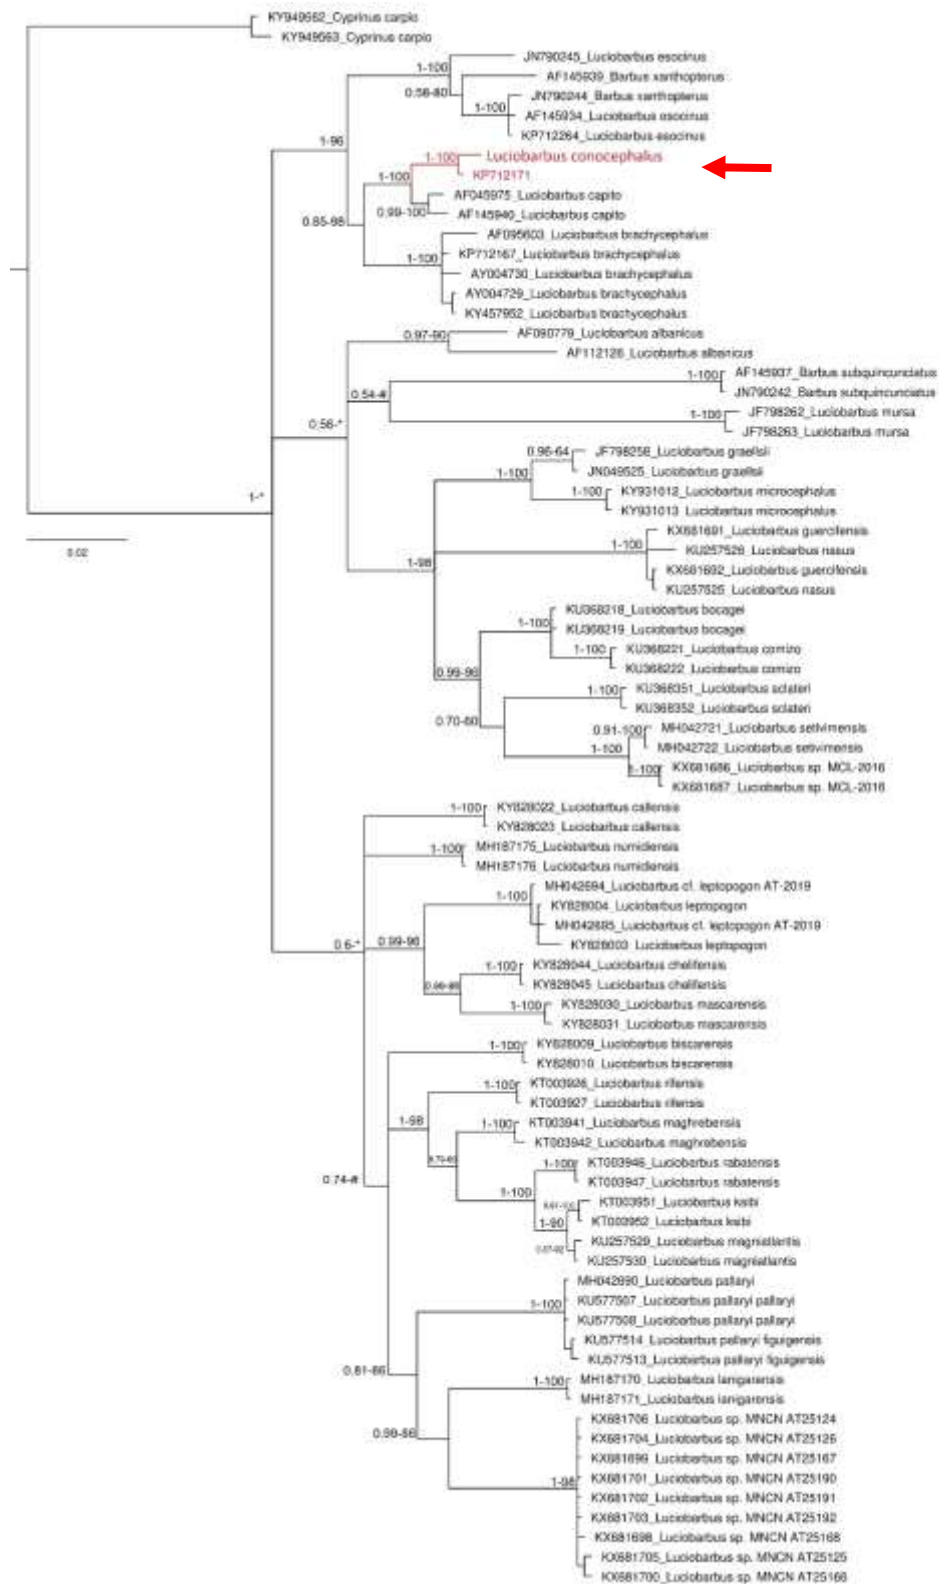 KY949562_Cyprinus carpio
KY949563_Cyprinus carpio
JN790245_Luciobarbus esocinus
1-100
AF145939_Barbus xanthopterus
0.56-80
JN790244_Barbus xanthopterus
1-100
AF145934_Luciobarbus esocinus
KP712264_Luciobarbus esocinus
1-96
1-100
Luciobarbus conocephalus
KP712171
1-100
AF045975_Luciobarbus capito
0.99-100
AF145940_Luciobarbus capito
0.85-98
AF095603_Luciobarbus brachycephalus
1-100
KP712167_Luciobarbus brachycephalus
AY004730_Luciobarbus brachycephalus
AY004729_Luciobarbus brachycephalus
KY457952_Luciobarbus brachycephalus
0.97-90
AF090779_Luciobarbus albanicus
AF112126_Luciobarbus albanicus
1-100
AF145937_Barbus subquincunciatus
0.54-#
JN790242_Barbus subquincunciatus
1-100
JF798262_Luciobarbus mursa
0.56-*
JF798263_Luciobarbus mursa
0.96-64
JF798258_Luciobarbus graellsii
1-100
JN049525_Luciobarbus graellsii
1-100
KY931012_Luciobarbus microcephalus
1-*
KY931013_Luciobarbus microcephalus
KX681691_Luciobarbus guercifensis
0.02
1-100
KU257526_Luciobarbus nasus
1-98
KX681692_Luciobarbus guercifensis
KU257525_Luciobarbus nasus
KU368218_Luciobarbus bocagei
1-100
KU368219_Luciobarbus bocagei
1-100
KU368221_Luciobarbus comizo
KU368222_Luciobarbus comizo
0.99-96
1-100
KU368351_Luciobarbus sclateri
KU368352_Luciobarbus sclateri
0.70-80
0.91-100
MH042721_Luciobarbus setivimensis
1-100
MH042722_Luciobarbus setivimensis
1-100
KX681686_Luciobarbus sp. MCL-2016
KX681687_Luciobarbus sp. MCL-2016
1-100
KY828022_Luciobarbus callensis
KY828023_Luciobarbus callensis
1-100
MH187175_Luciobarbus numidiensis
MH187176_Luciobarbus numidiensis
1-100
MH042694_Luciobarbus cf. leptopogon AT-2019
KY828004_Luciobarbus leptopogon
MH042695_Luciobarbus cf. leptopogon AT-2019
0.6-*
0.99-96
KY828003_Luciobarbus leptopogon
1-100
KY828044_Luciobarbus chelifensis
KY828045_Luciobarbus chelifensis
1-100
KY828030_Luciobarbus mascarensis
KY828031_Luciobarbus mascarensis
1-100
KY828009_Luciobarbus biscarensis
KY828010_Luciobarbus biscarensis
1-100
KT003926_Luciobarbus rifensis
KT003927_Luciobarbus rifensis
1-98
1-100
KT003941_Luciobarbus maghrebensis
KT003942_Luciobarbus maghrebensis
1-100
KT003946_Luciobarbus rabatensis
0.74-#
KT003947_Luciobarbus rabatensis
1-100
KT003951_Luciobarbus ksibi
1-90
KT003952_Luciobarbus ksibi
KU257529_Luciobarbus magniatlantis
KU257530_Luciobarbus magniatlantis
MH042690_Luciobarbus pallaryi
1-100
KU577507_Luciobarbus pallaryi pallaryi
KU577508_Luciobarbus pallaryi pallaryi
KU577514_Luciobarbus pallaryi figuigensis
KU577513_Luciobarbus pallaryi figuigensis
0.81-86
1-100
MH187170_Luciobarbus lanigarensis
MH187171_Luciobarbus lanigarensis
KX681706_Luciobarbus sp. MNCN AT25124
0.99-86
KX681704_Luciobarbus sp. MNCN AT25126
KX681699_Luciobarbus sp. MNCN AT25167
1-98
KX681701_Luciobarbus sp. MNCN AT25190
KX681702_Luciobarbus sp. MNCN AT25191
KX681703_Luciobarbus sp. MNCN AT25192
KX681698_Luciobarbus sp. MNCN AT25168
KX681705_Luciobarbus sp. MNCN AT25125
KX681700_Luciobarbus sp. MNCN AT25166